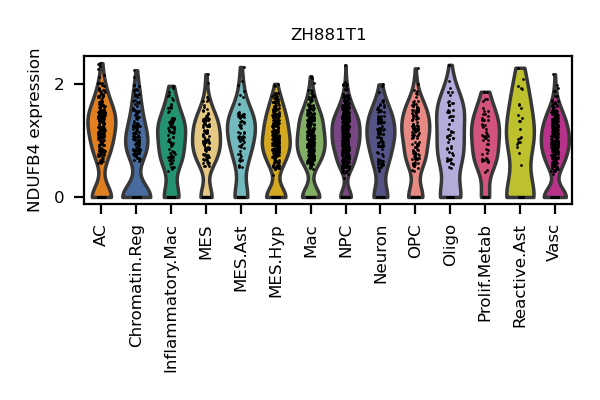 ZH881T1
NDUFB4 expression
2
0
AC
Chromatin.Reg
Inflammatory.Mac
MES
MES.Ast
MES.Hyp
Mac
NPC
Neuron
OPC
Oligo
Prolif.Metab
Reactive.Ast
Vasc